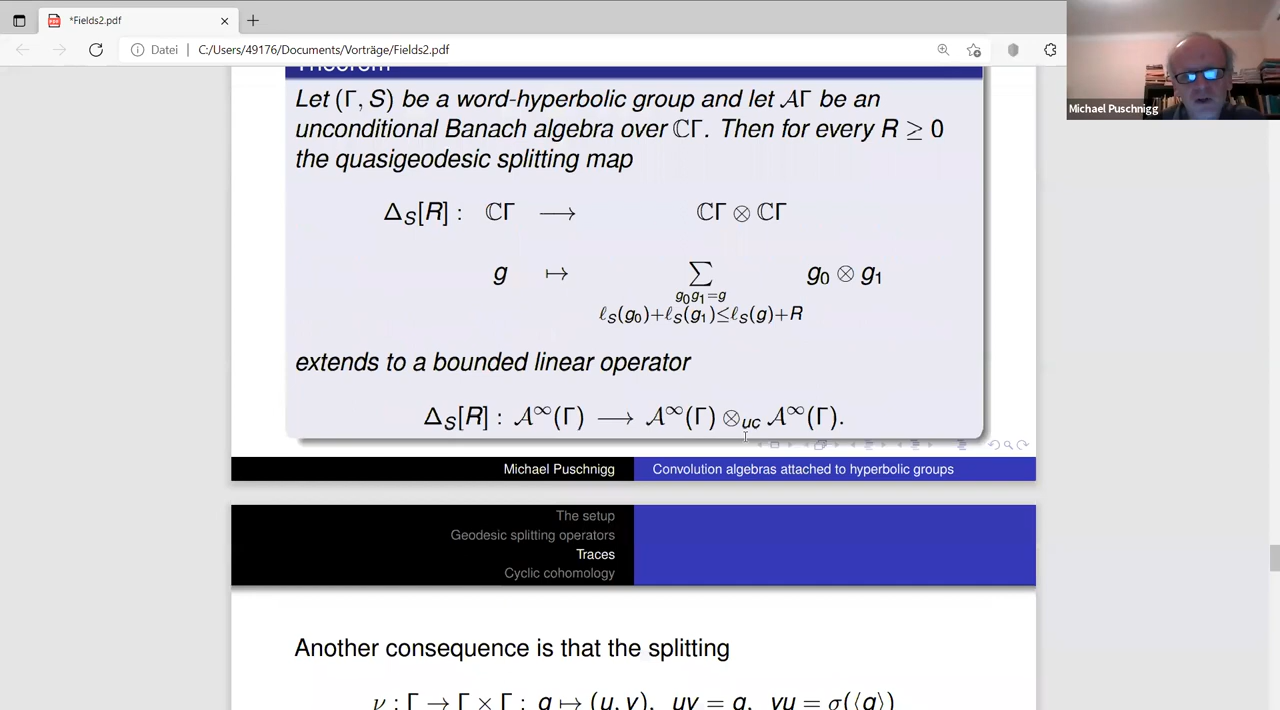 *Fields2.pdf
Datei C:/Users/49176/Documents/Vorträge/Fields2.pdf
Michael Puschnigg
Theorem
Let (Γ, S) be a word-hyperbolic group and let 𝒜Γ be an
unconditional Banach algebra over ℂΓ. Then for every R ≥ 0
the quasigeodesic splitting map
Δ_S[R] : ℂΓ ⟶ ℂΓ ⊗ ℂΓ
g ↦ ∑ g₀ ⊗ g₁
g₀g₁=g
ℓ_S(g₀)+ℓ_S(g₁)≤ℓ_S(g)+R
extends to a bounded linear operator
Δ_S[R] : 𝒜^∞(Γ) ⟶ 𝒜^∞(Γ) ⊗_uc 𝒜^∞(Γ).
Michael Puschnigg Convolution algebras attached to hyperbolic groups
The setup
Geodesic splitting operators
Traces
Cyclic cohomology
Another consequence is that the splitting
ν : Γ → Γ × Γ : g ↦ (u, v), uv = g, vu = σ(⟨g⟩)